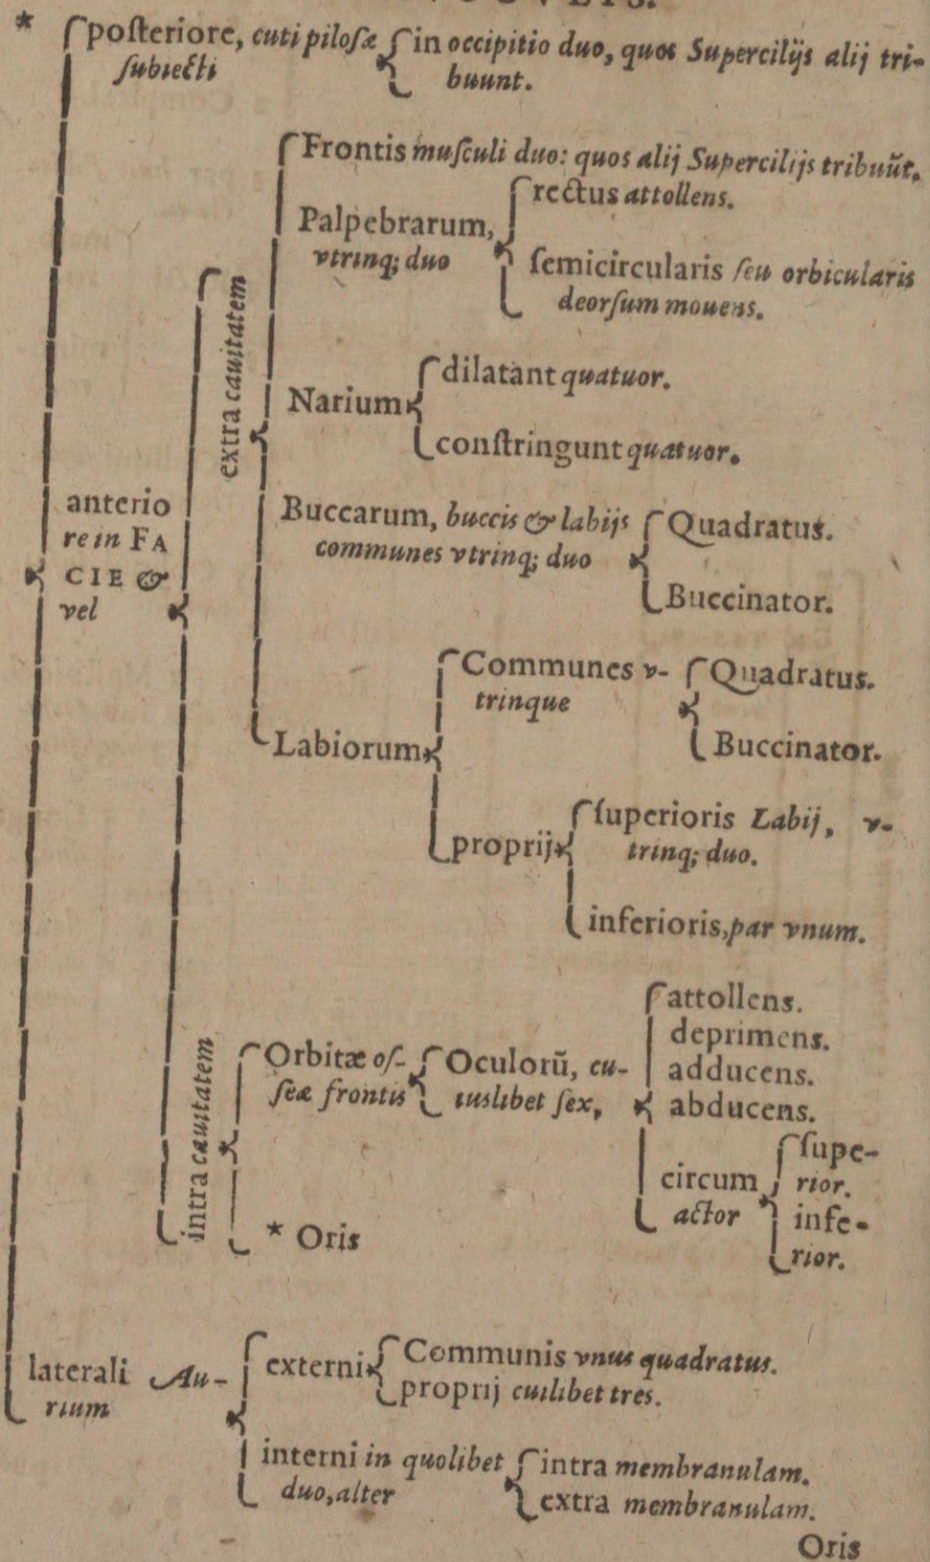 * posteriore, cuti pilosæ
subiecti
in occipitio duo, quos Supercilijs alij tri-
buunt.
anterio
re in FA
CIE &
vel
extra cauitatem
Frontis musculi duo: quos alij Supercilijs tribuūt.
Palpebrarum,
vtrinq; duo
rectus attollens.
semicircularis seu orbicularis
deorsum mouens.
Narium
dilatant quatuor.
constringunt quatuor.
Buccarum, buccis & labijs
communes vtrinq; duo
Quadratus.
Buccinator.
Labiorum
Communes v-
trinque
Quadratus.
Buccinator.
proprij
superioris Labij, v-
trinq; duo.
inferioris, par vnum.
intra cauitatem
Orbitæ os-
seæ frontis
Oculorū, cu-
iuslibet sex,
attollens.
deprimens.
adducens.
abducens.
circum
actor
supe-
rior.
infe-
rior.
* Oris
laterali Au-
rium
externi
Communis vnus quadratus.
proprij cuilibet tres.
interni in quolibet
duo, alter
intra membranulam.
extra membranulam.
Oris